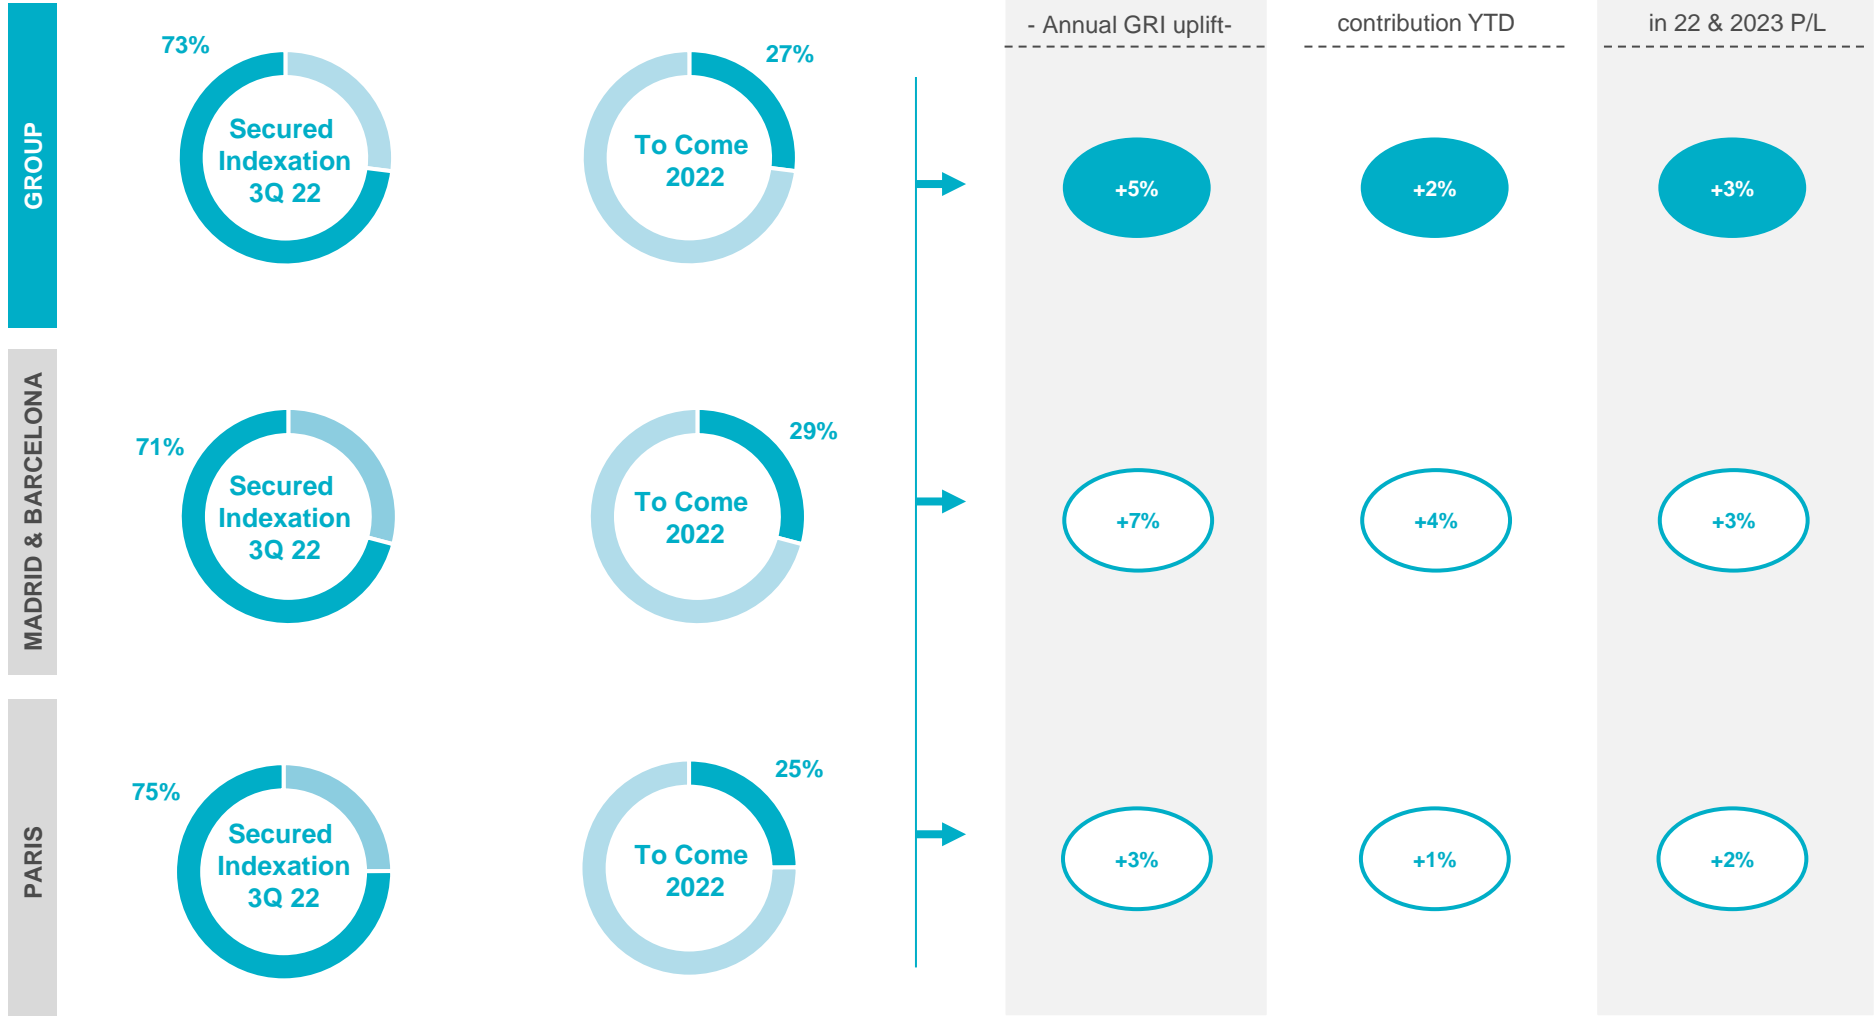 - Annual GRI uplift-
contribution YTD
in 22 & 2023 P/L
GROUP
73%
Secured
Indexation
3Q 22
27%
To Come
2022
+5%
+2%
+3%
MADRID & BARCELONA
71%
Secured
Indexation
3Q 22
29%
To Come
2022
+7%
+4%
+3%
PARIS
75%
Secured
Indexation
3Q 22
25%
To Come
2022
+3%
+1%
+2%